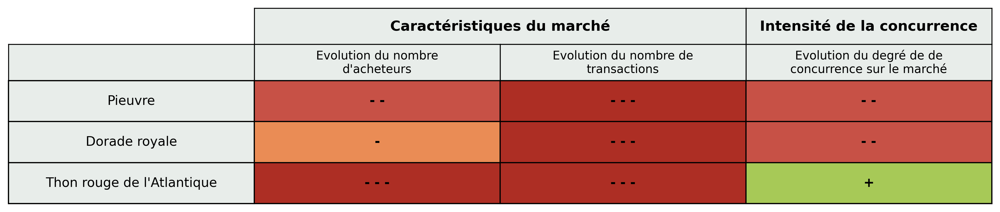 Caractéristiques du marché
Intensité de la concurrence
Evolution du nombre
d'acheteurs
Evolution du nombre de
transactions
Evolution du degré de de
concurrence sur le marché
Pieuvre
- -
- - -
- -
Dorade royale
-
- - -
- -
Thon rouge de l'Atlantique
- - -
- - -
+